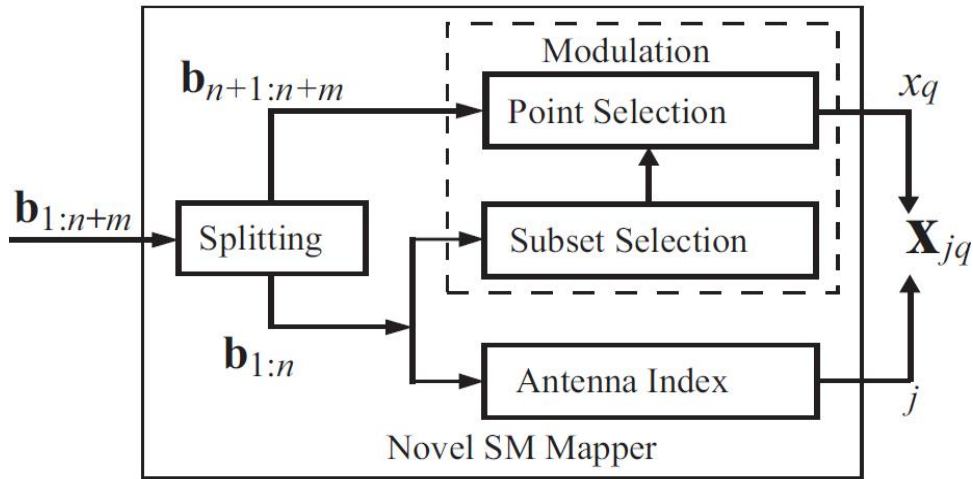 Modulation
b_{n+1:n+m}
Point Selection
x_q
b_{1:n+m}
Splitting
Subset Selection
X_{jq}
b_{1:n}
Antenna Index
j
Novel SM Mapper